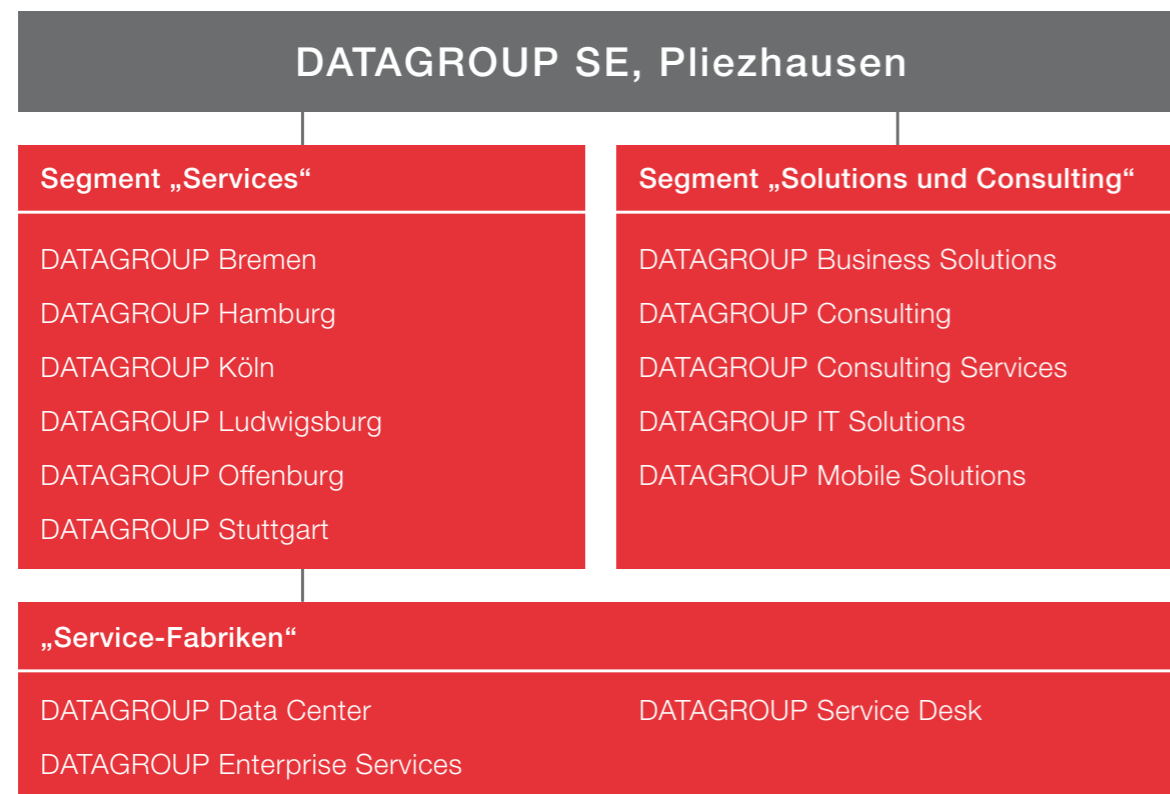 DATAGROUP SE, Pliezhausen
Segment „Services“
DATAGROUP Bremen
DATAGROUP Hamburg
DATAGROUP Köln
DATAGROUP Ludwigsburg
DATAGROUP Offenburg
DATAGROUP Stuttgart
Segment „Solutions und Consulting“
DATAGROUP Business Solutions
DATAGROUP Consulting
DATAGROUP Consulting Services
DATAGROUP IT Solutions
DATAGROUP Mobile Solutions
„Service-Fabriken“
DATAGROUP Data Center
DATAGROUP Enterprise Services
DATAGROUP Service Desk